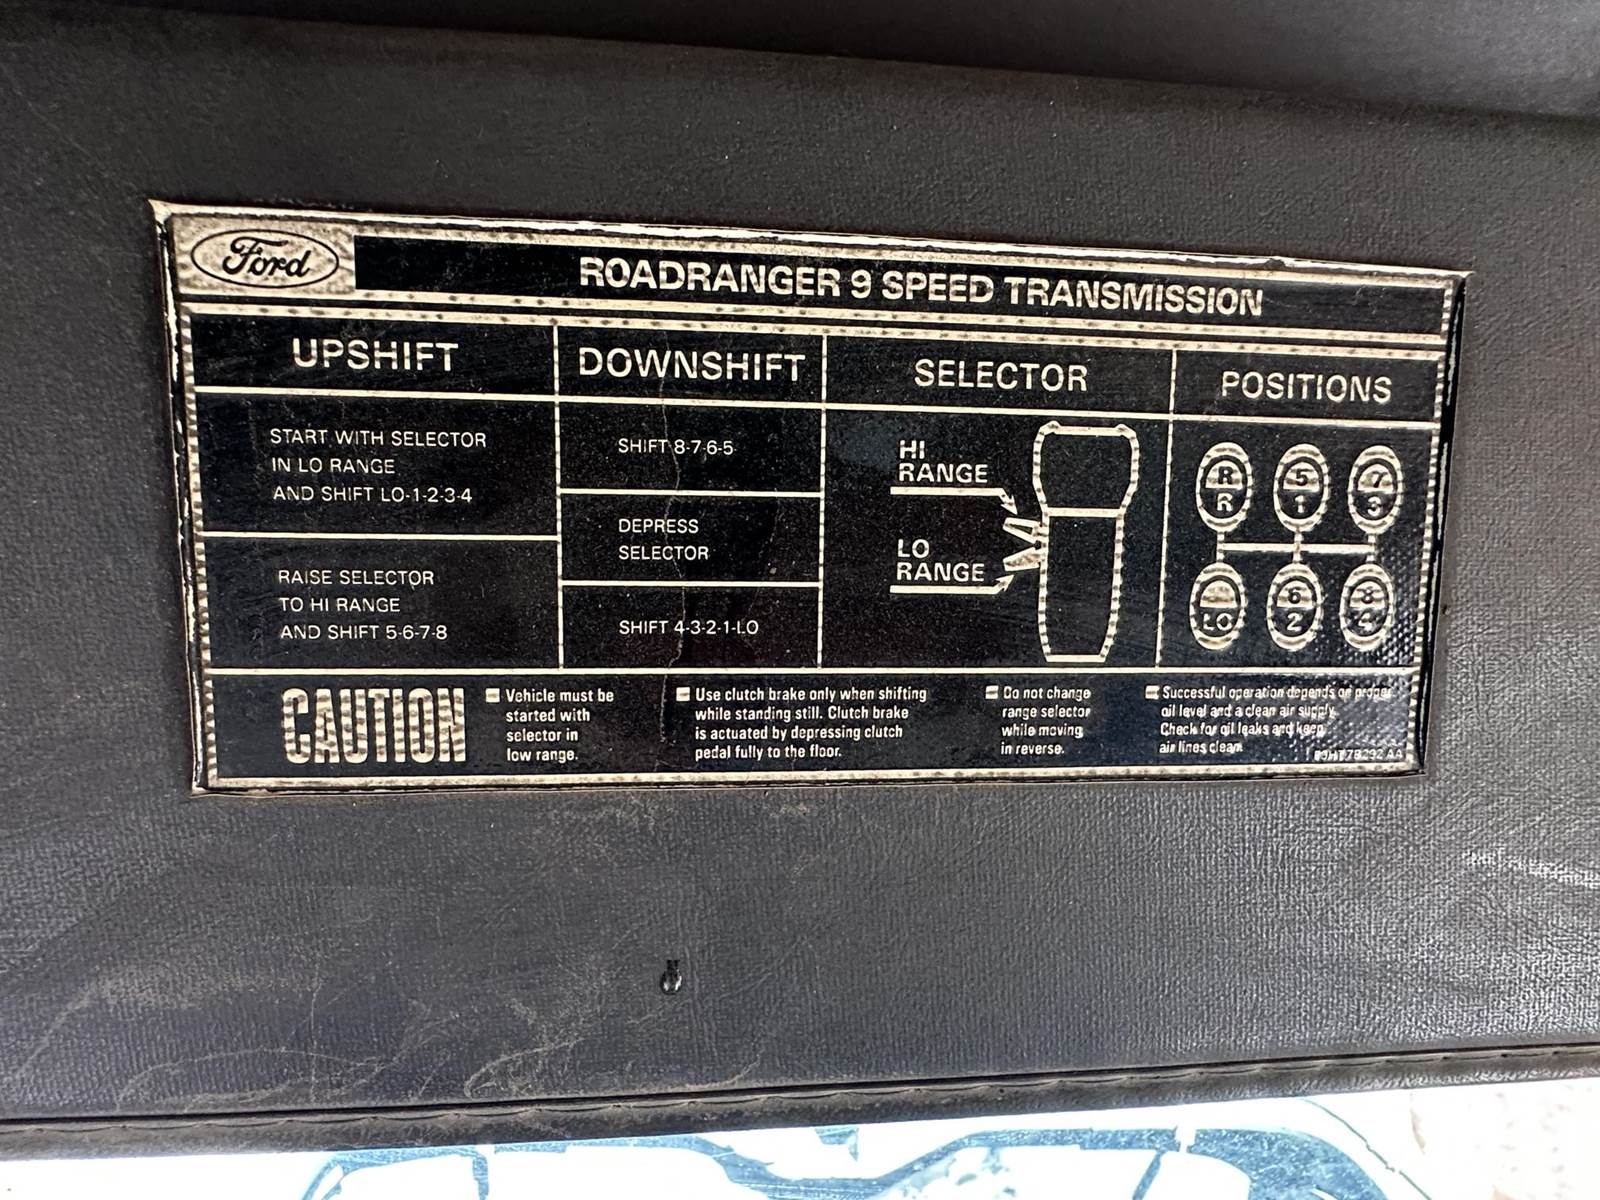 Ford
ROADRANGER 9 SPEED TRANSMISSION
UPSHIFT
START WITH SELECTOR
IN LO RANGE
AND SHIFT LO-1-2-3-4
RAISE SELECTOR
TO HI RANGE
AND SHIFT 5-6-7-8
DOWNSHIFT
SHIFT 8-7-6-5
DEPRESS
SELECTOR
SHIFT 4-3-2-1-LO
SELECTOR
HI
RANGE
LO
RANGE
POSITIONS
R 5 7
R 1 3
6 8
LO 2 4
CAUTION
Vehicle must be
started with
selector in
low range.
Use clutch brake only when shifting
while standing still. Clutch brake
is actuated by depressing clutch
pedal fully to the floor.
Do not change
range selector
while moving
in reverse.
Successful operation depends on proper
oil level and a clean air supply.
Check for oil leaks and keep
air lines clean.